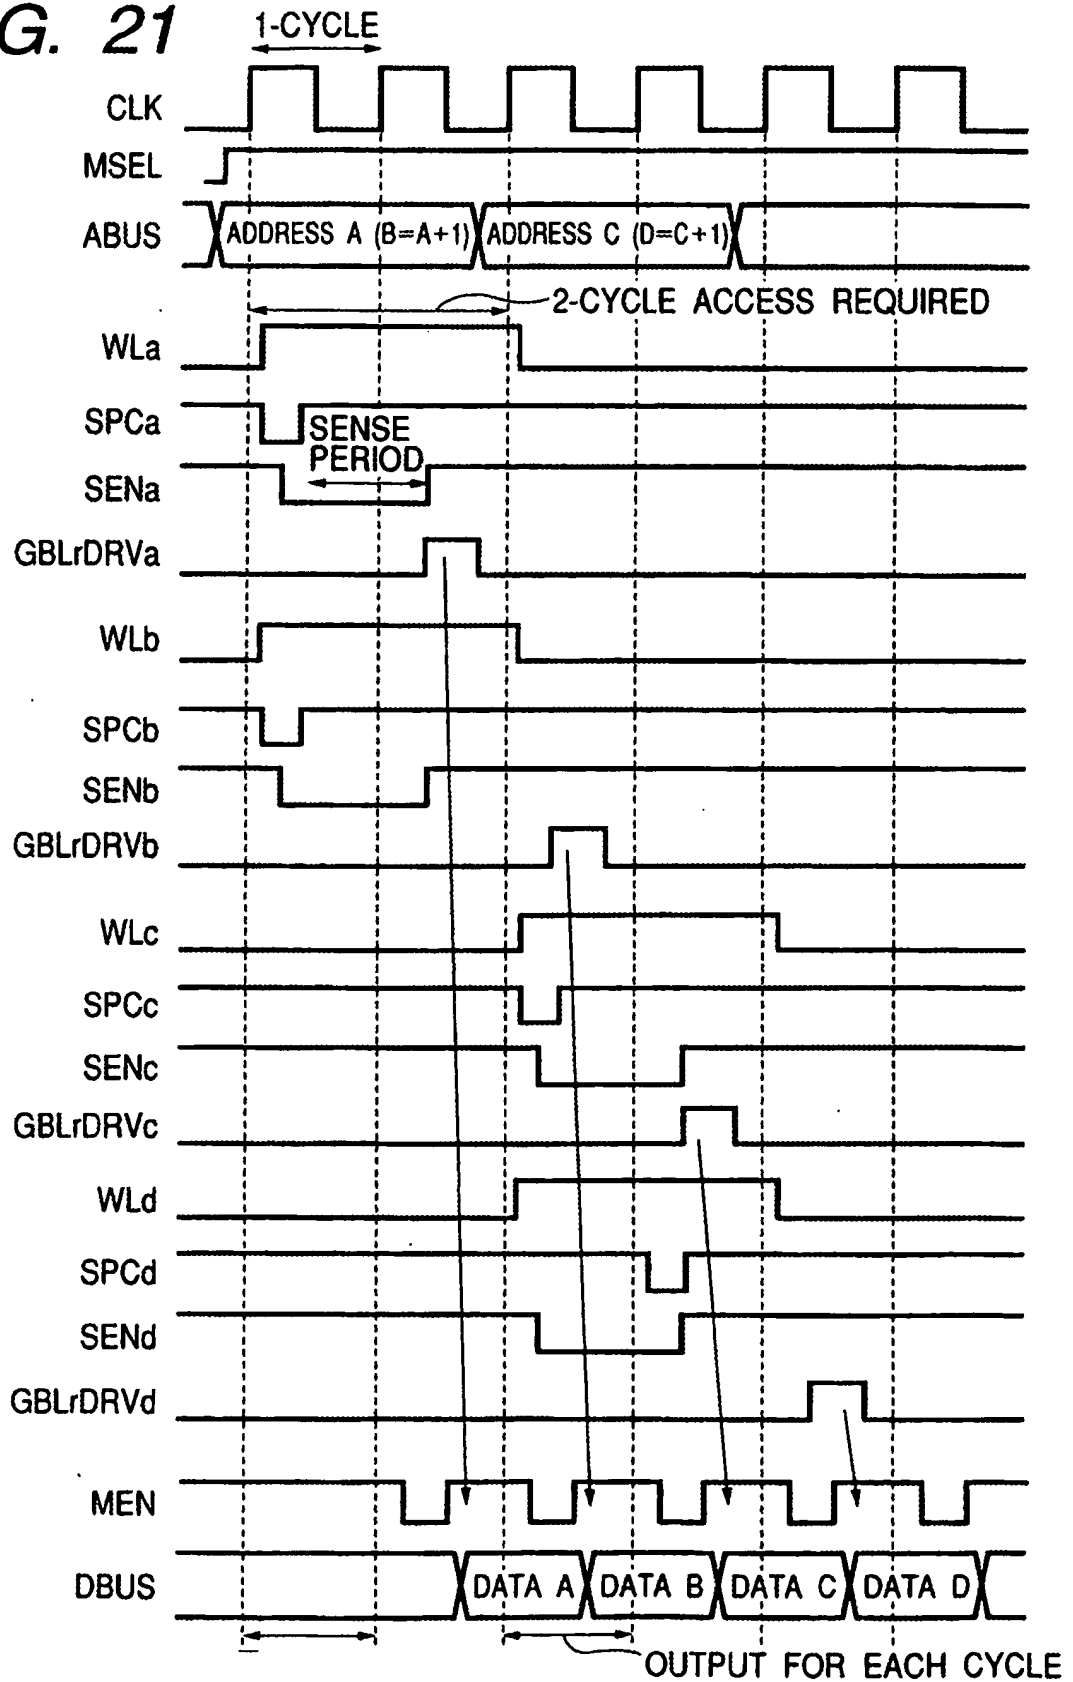 G. 21
1-CYCLE
CLK
MSEL
ABUS
ADDRESS A (B=A+1)
ADDRESS C (D=C+1)
2-CYCLE ACCESS REQUIRED
WLa
SPCa
SENSE
PERIOD
SENa
GBLrDRVa
WLb
SPCb
SENb
GBLrDRVb
WLc
SPCc
SENc
GBLrDRVc
WLd
SPCd
SENd
GBLrDRVd
MEN
DBUS
DATA A
DATA B
DATA C
DATA D
OUTPUT FOR EACH CYCLE